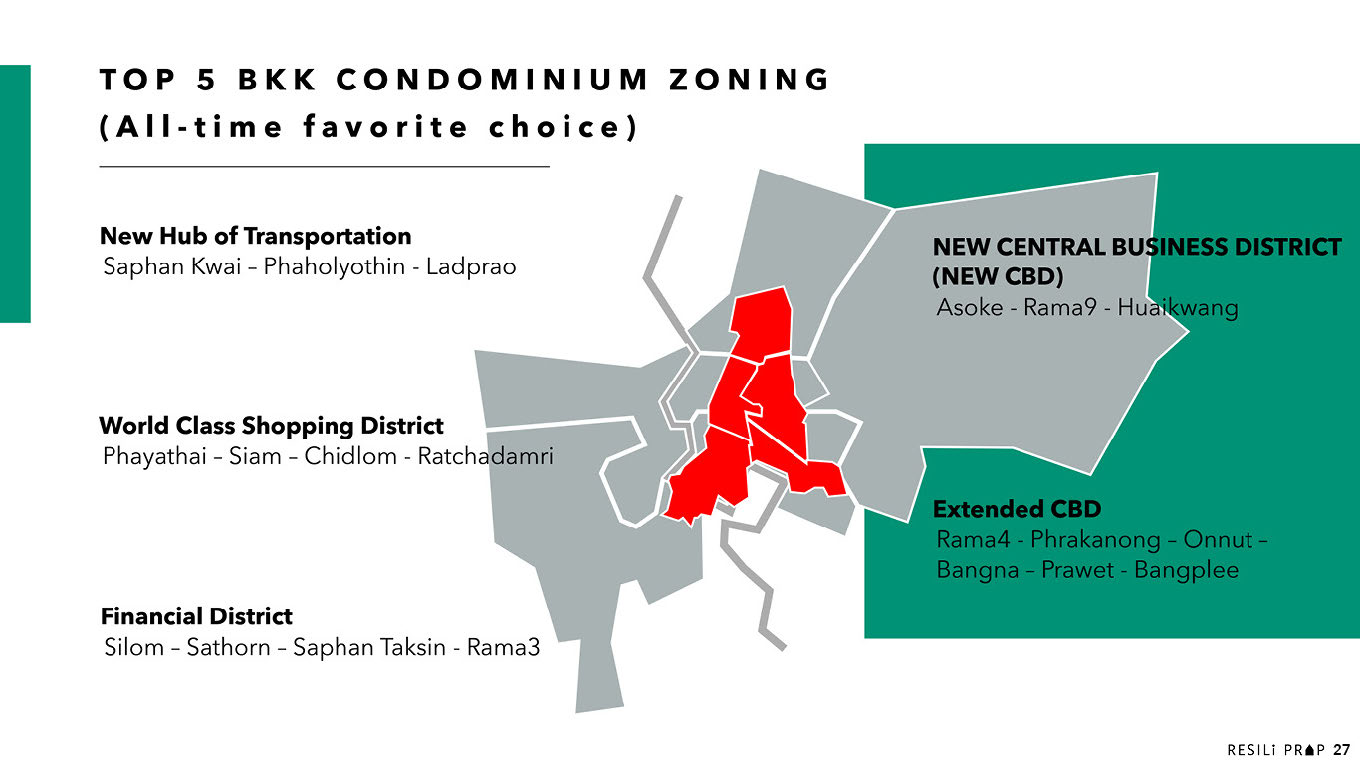 TOP 5 BKK CONDOMINIUM ZONING
(All-time favorite choice)
New Hub of Transportation
Saphan Kwai – Phaholyothin - Ladprao
World Class Shopping District
Phayathai – Siam – Chidlom - Ratchadamri
Financial District
Silom – Sathorn – Saphan Taksin - Rama3
NEW CENTRAL BUSINESS DISTRICT
(NEW CBD)
Asoke - Rama9 - Huaikwang
Extended CBD
Rama4 - Phrakanong – Onnut –
Bangna – Prawet - Bangplee
RESILi PROP 27